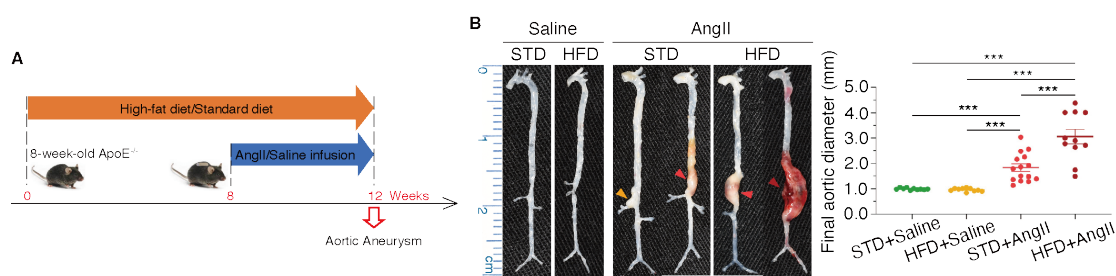 A
High-fat diet/Standard diet
8-week-old ApoE-/-
AngII/Saline infusion
0
8
12
Weeks
Aortic Aneurysm
B
Saline
AngII
STD
HFD
STD
HFD
0
1
2
cm
Final aortic diameter (mm)
5.0
4.0
3.0
2.0
1.0
0.0
***
***
***
***
***
STD+Saline
HFD+Saline
STD+AngII
HFD+AngII